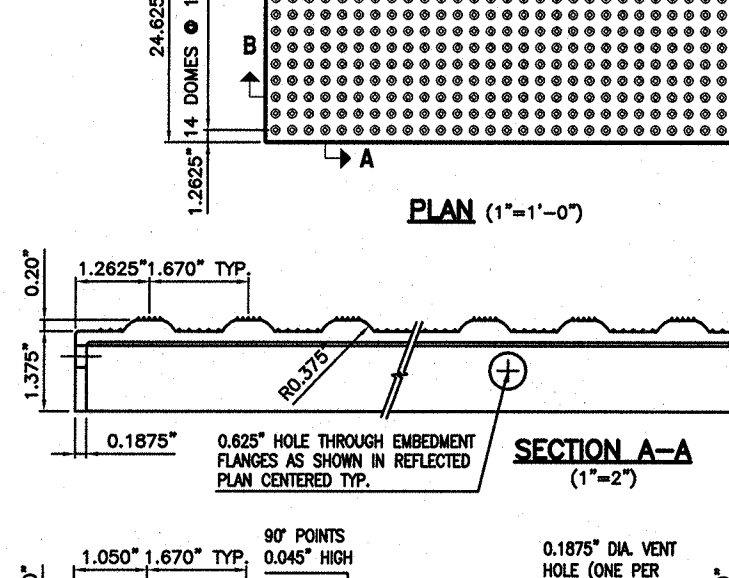 24.625
14 DOMES @ 1
1.2625"
B
A
PLAN (1"=1'-0")
0.20"
1.2625" 1.670" TYP.
1.375"
R0.375"
0.1875"
0.625" HOLE THROUGH EMBEDMENT
FLANGES AS SHOWN IN REFLECTED
PLAN CENTERED TYP.
SECTION A-A
(1"=2")
90° POINTS
0.045" HIGH
1.050" 1.670" TYP.
0.1875" DIA. VENT
HOLE (ONE PER